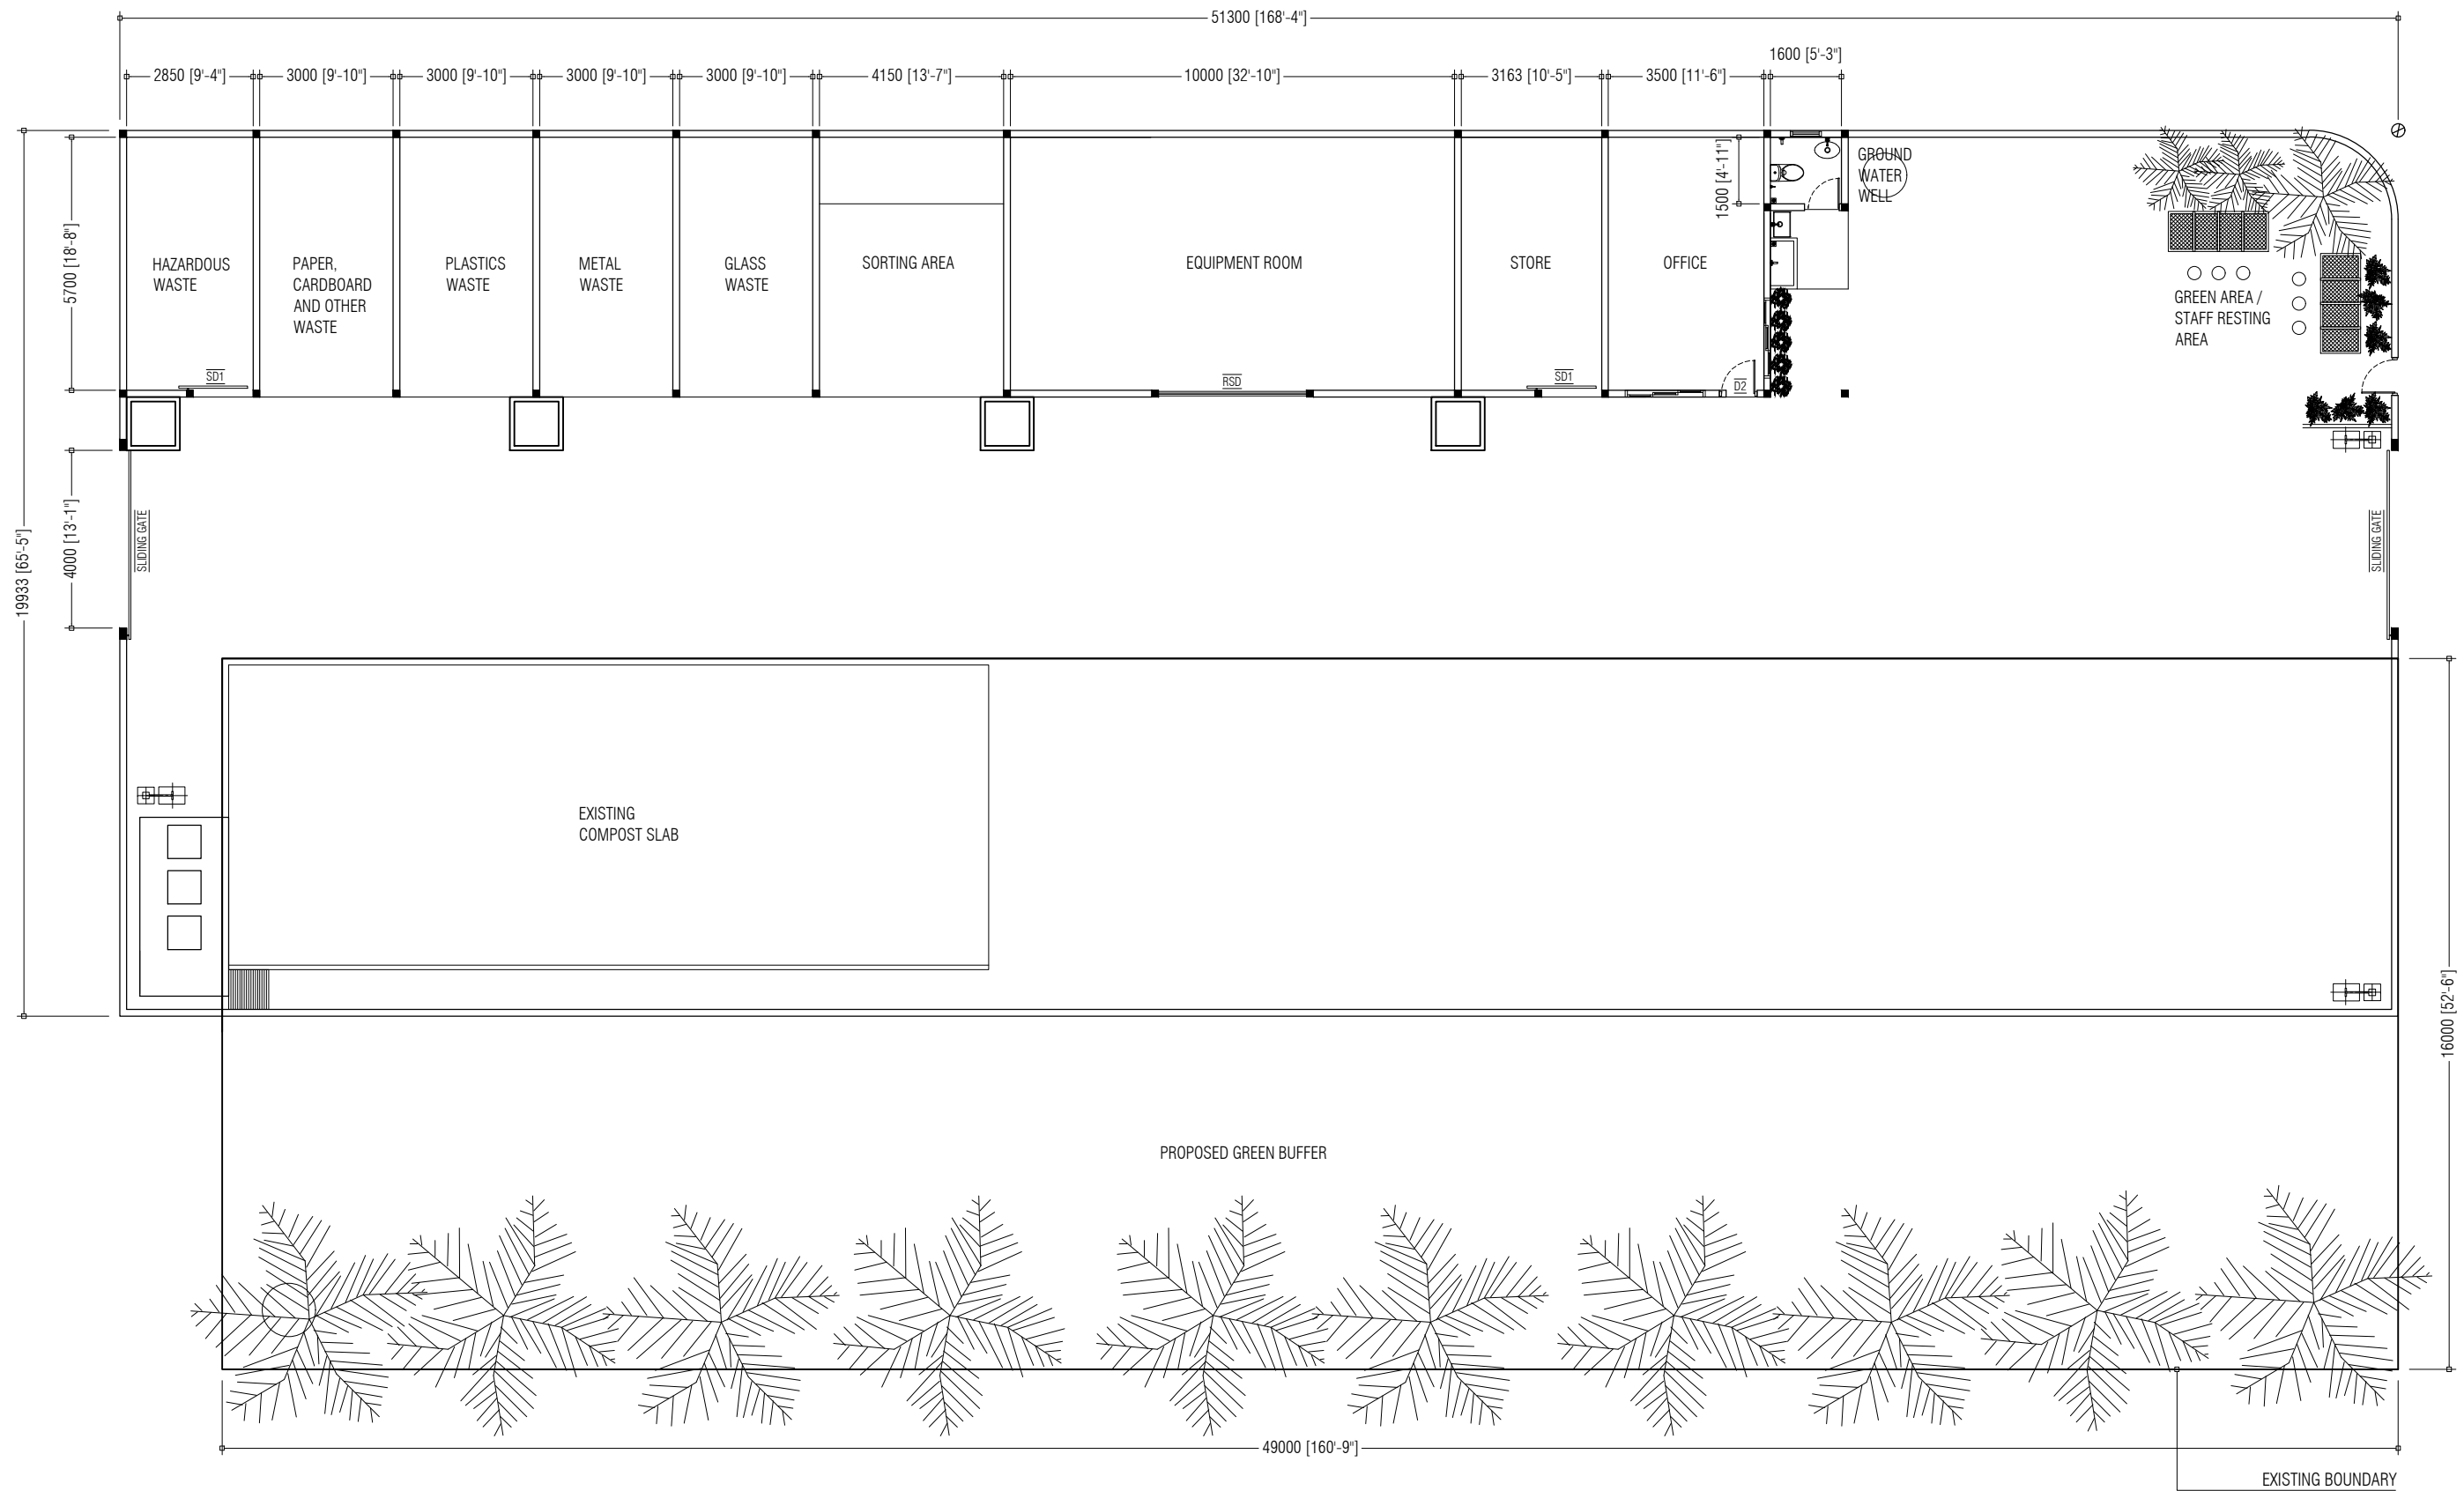 51300 [168'-4"]
1600 [5'-3"]
2850 [9'-4"]
3000 [9'-10"]
3000 [9'-10"]
3000 [9'-10"]
3000 [9'-10"]
4150 [13'-7"]
10000 [32'-10"]
3163 [10'-5"]
3500 [11'-6"]
1500 [4'-11"]
GROUND
WATER
WELL
5700 [18'-8"]
HAZARDOUS
WASTE
PAPER,
CARDBOARD
AND OTHER
WASTE
PLASTICS
WASTE
METAL
WASTE
GLASS
WASTE
SORTING AREA
EQUIPMENT ROOM
STORE
OFFICE
GREEN AREA /
STAFF RESTING
AREA
SD1
RSD
SD1
D2
19933 [65'-5"]
4000 [13'-1"]
SLIDING GATE
SLIDING GATE
EXISTING
COMPOST SLAB
16000 [52'-6"]
PROPOSED GREEN BUFFER
49000 [160'-9"]
EXISTING BOUNDARY